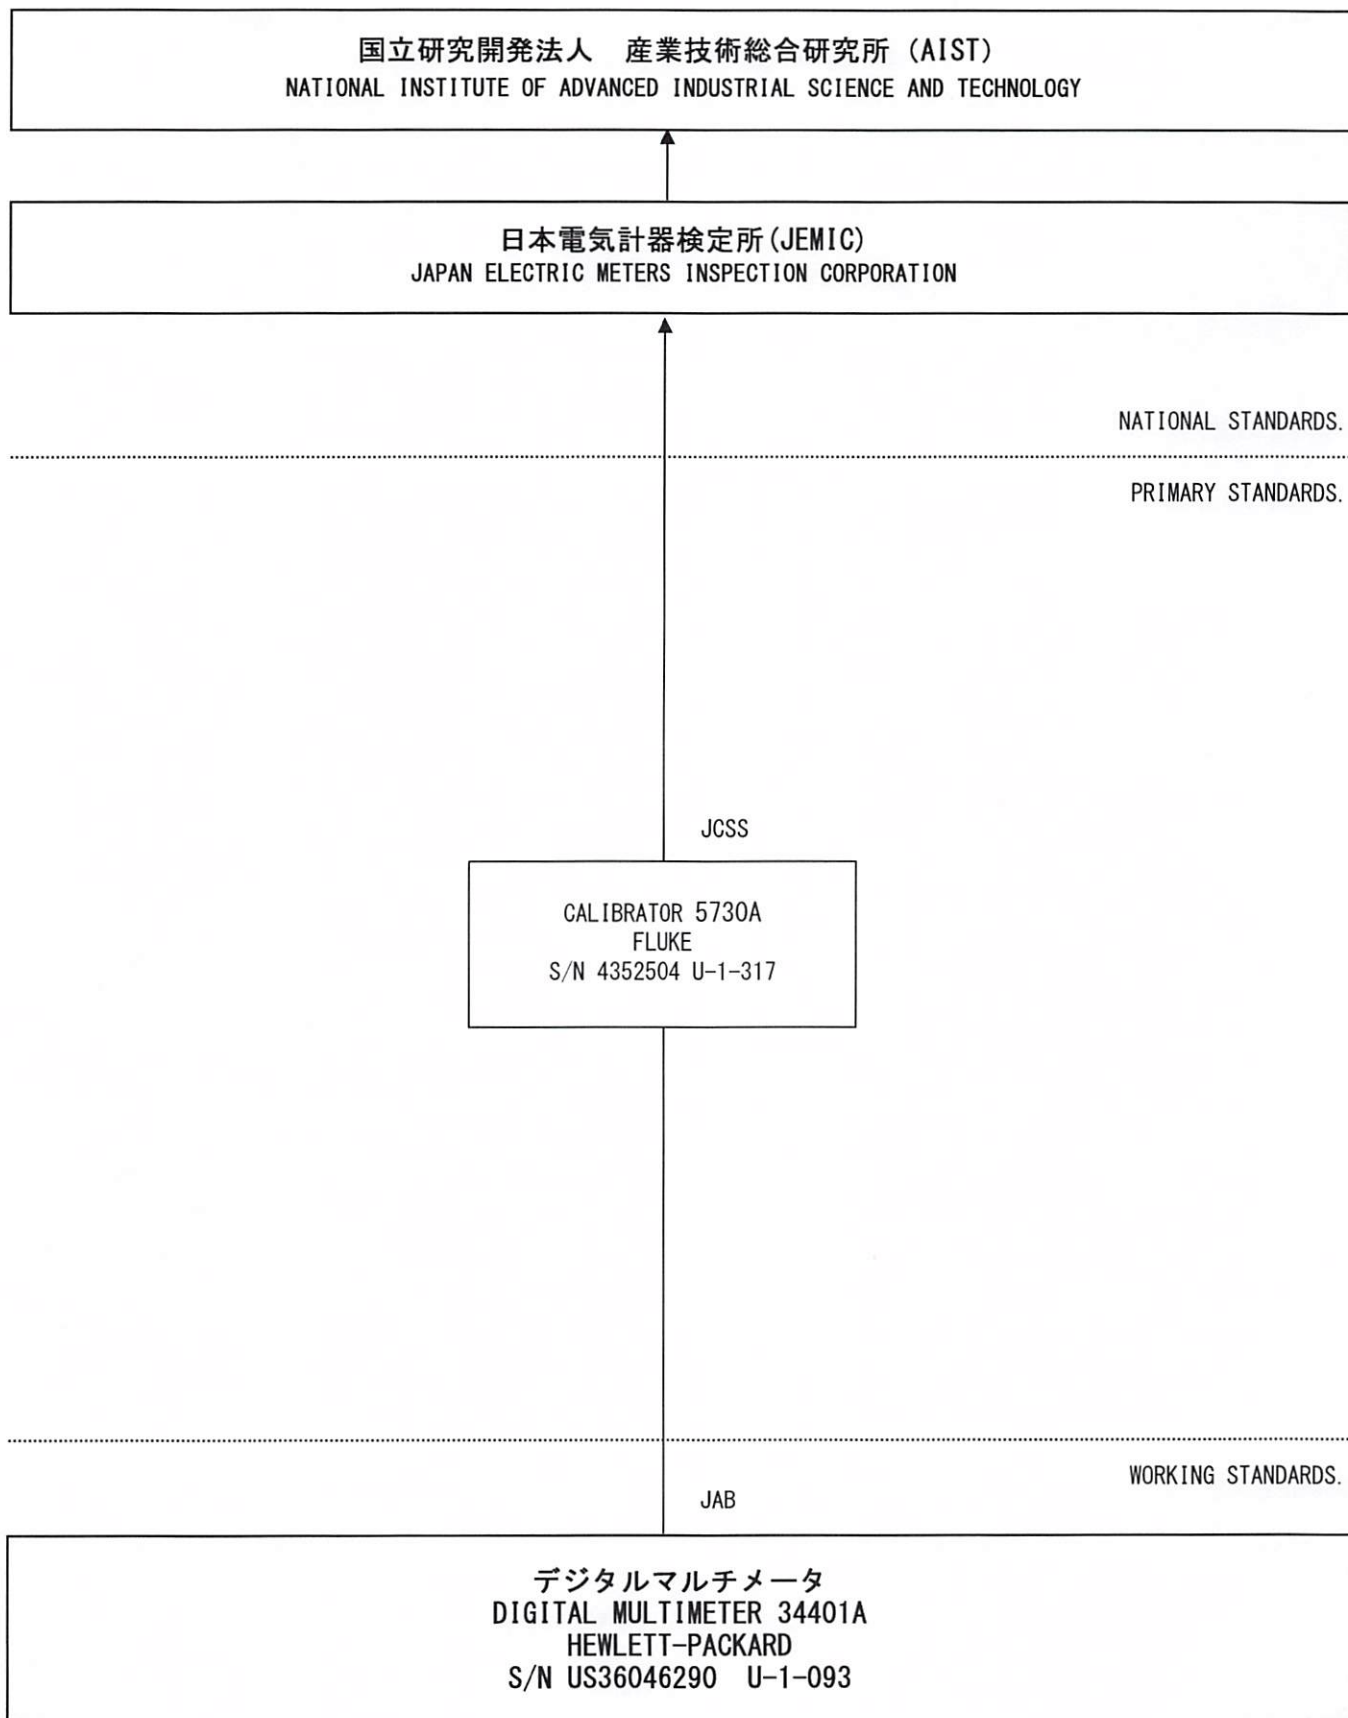 国立研究開発法人　産業技術総合研究所 (AIST)
NATIONAL INSTITUTE OF ADVANCED INDUSTRIAL SCIENCE AND TECHNOLOGY
日本電気計器検定所(JEMIC)
JAPAN ELECTRIC METERS INSPECTION CORPORATION
NATIONAL STANDARDS.
PRIMARY STANDARDS.
JCSS
CALIBRATOR 5730A
FLUKE
S/N 4352504 U-1-317
WORKING STANDARDS.
JAB
デジタルマルチメータ
DIGITAL MULTIMETER 34401A
HEWLETT-PACKARD
S/N US36046290　U-1-093